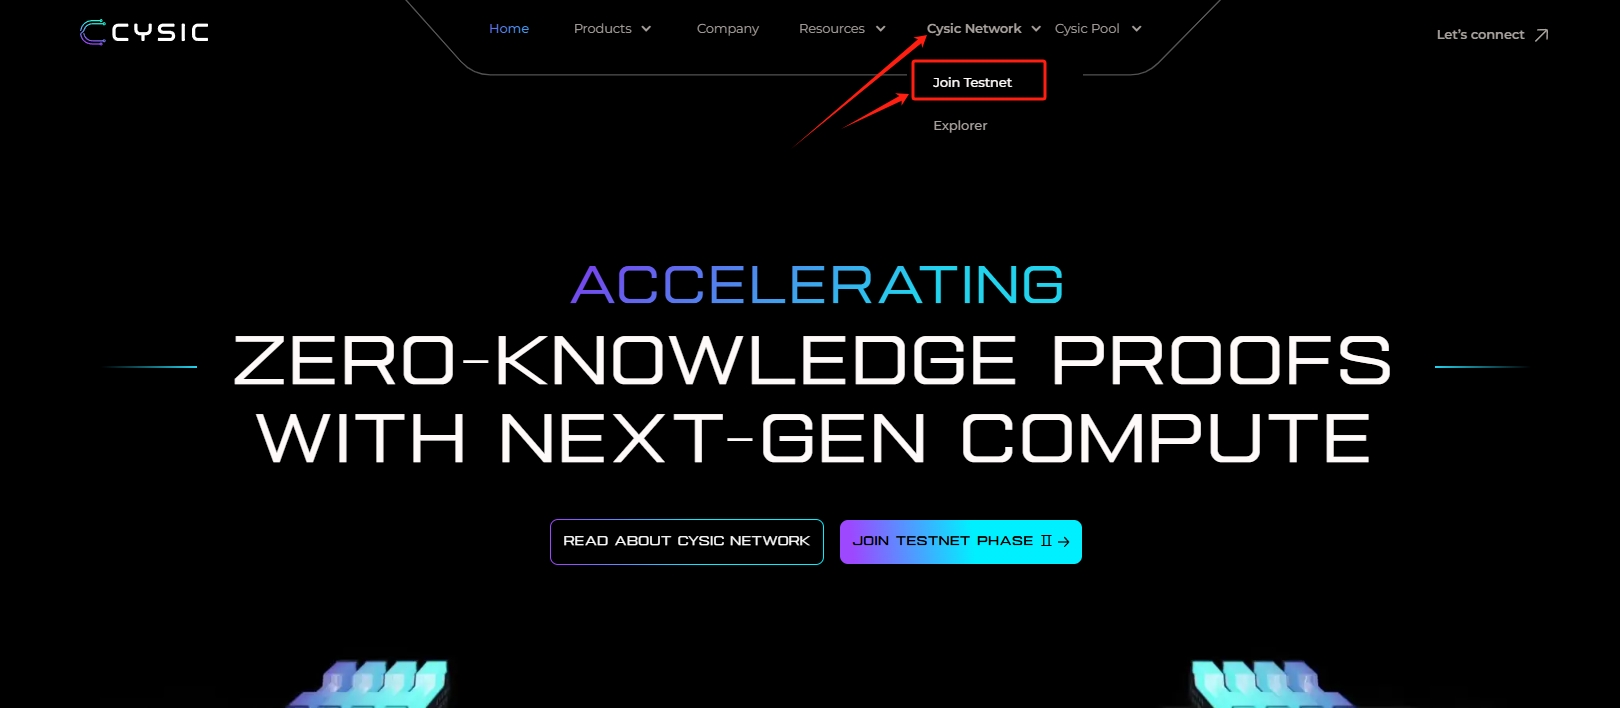 CYSIC
Home
Products
Company
Resources
Cysic Network
Cysic Pool
Let's connect
Join Testnet
Explorer
ACCELERATING
ZERO-KNOWLEDGE PROOFS
WITH NEXT-GEN COMPUTE
READ ABOUT CYSIC NETWORK
JOIN TESTNET PHASE II